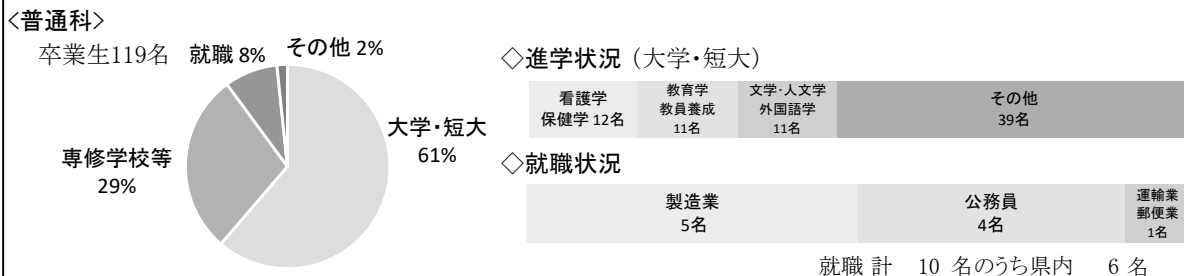 <普通科>
卒業生119名
就職 8%
その他 2%
大学・短大
61%
専修学校等
29%
◇進学状況（大学・短大）
看護学
保健学 12名
教育学
教員養成
11名
文学・人文学
外国語学
11名
その他
39名
◇就職状況
製造業
5名
公務員
4名
運輸業
郵便業
1名
就職 計 10 名のうち県内 6 名